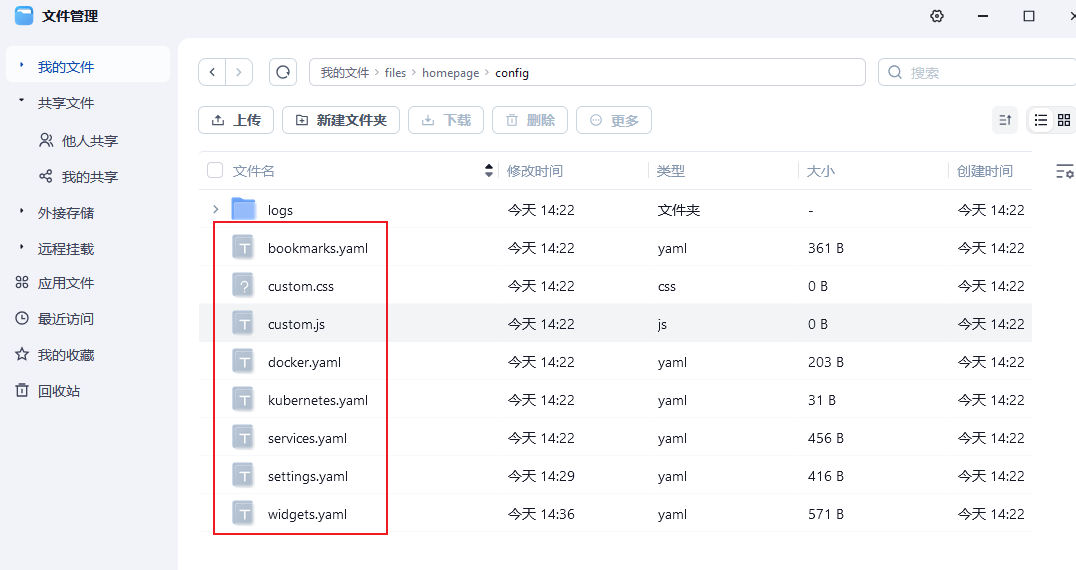 文件管理
我的文件
共享文件
他人共享
我的共享
外接存储
远程挂载
应用文件
最近访问
我的收藏
回收站
我的文件 files homepage config
搜索
上传 新建文件夹 下载 删除 更多
文件名 修改时间 类型 大小 创建时间
logs 今天 14:22 文件夹 - 今天 14:22
bookmarks.yaml 今天 14:22 yaml 361 B 今天 14:22
custom.css 今天 14:22 css 0 B 今天 14:22
custom.js 今天 14:22 js 0 B 今天 14:22
docker.yaml 今天 14:22 yaml 203 B 今天 14:22
kubernetes.yaml 今天 14:22 yaml 31 B 今天 14:22
services.yaml 今天 14:22 yaml 456 B 今天 14:22
settings.yaml 今天 14:29 yaml 416 B 今天 14:22
widgets.yaml 今天 14:36 yaml 571 B 今天 14:22